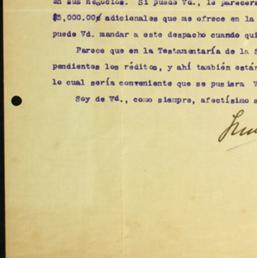 en sus negocios. Si puede Vd., le parecerá
$5,000.00 adicionales que me ofrece en la
puede Vd. mandar a este despacho cuando qui
Parece que en la Testamentaría de la S
pendientes los réditos, y ahí también están
lo cual sería conveniente que se pusiera V
Soy de Vd., como siempre, afectísimo s